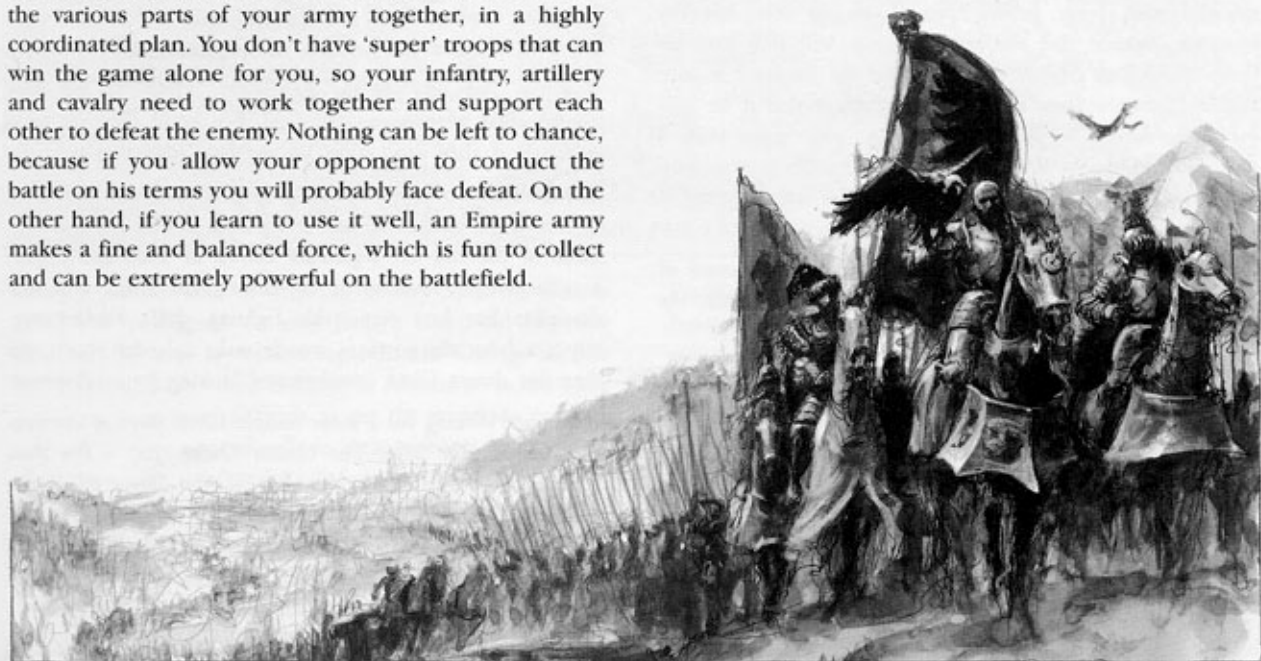 the various parts of your army together, in a highly
coordinated plan. You don't have 'super' troops that can
win the game alone for you, so your infantry, artillery
and cavalry need to work together and support each
other to defeat the enemy. Nothing can be left to chance,
because if you allow your opponent to conduct the
battle on his terms you will probably face defeat. On the
other hand, if you learn to use it well, an Empire army
makes a fine and balanced force, which is fun to collect
and can be extremely powerful on the battlefield.